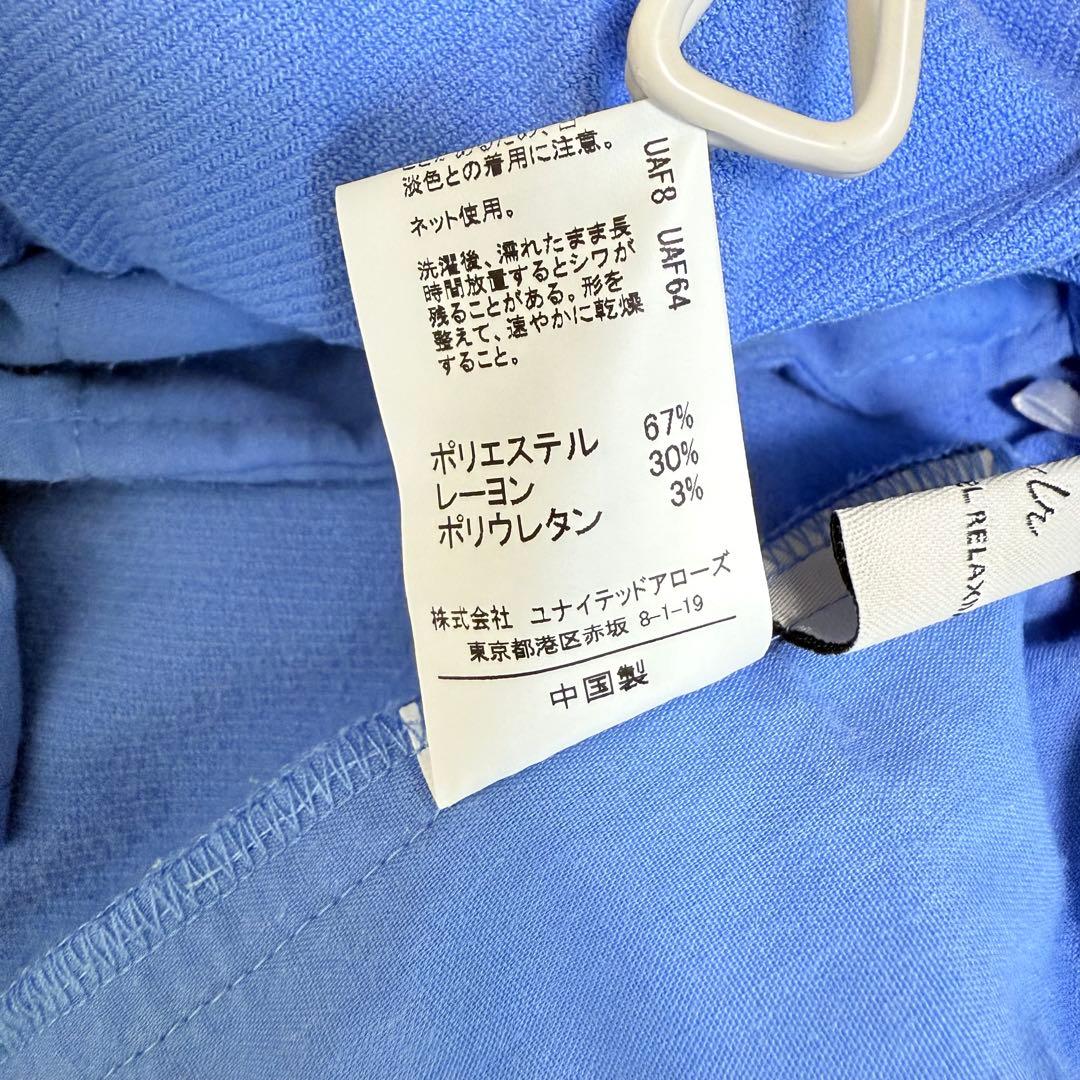 淡色との着用に注意。
ネット使用。
洗濯後、濡れたまま長
時間放置するとシワが
残ることがある。形を
整えて、速やかに乾燥
すること。
ポリエステル 67%
レーヨン 30%
ポリウレタン 3%
株式会社 ユナイテッドアローズ
東京都港区赤坂 8-1-19
中国製
UAF8 UAF64
RELAX